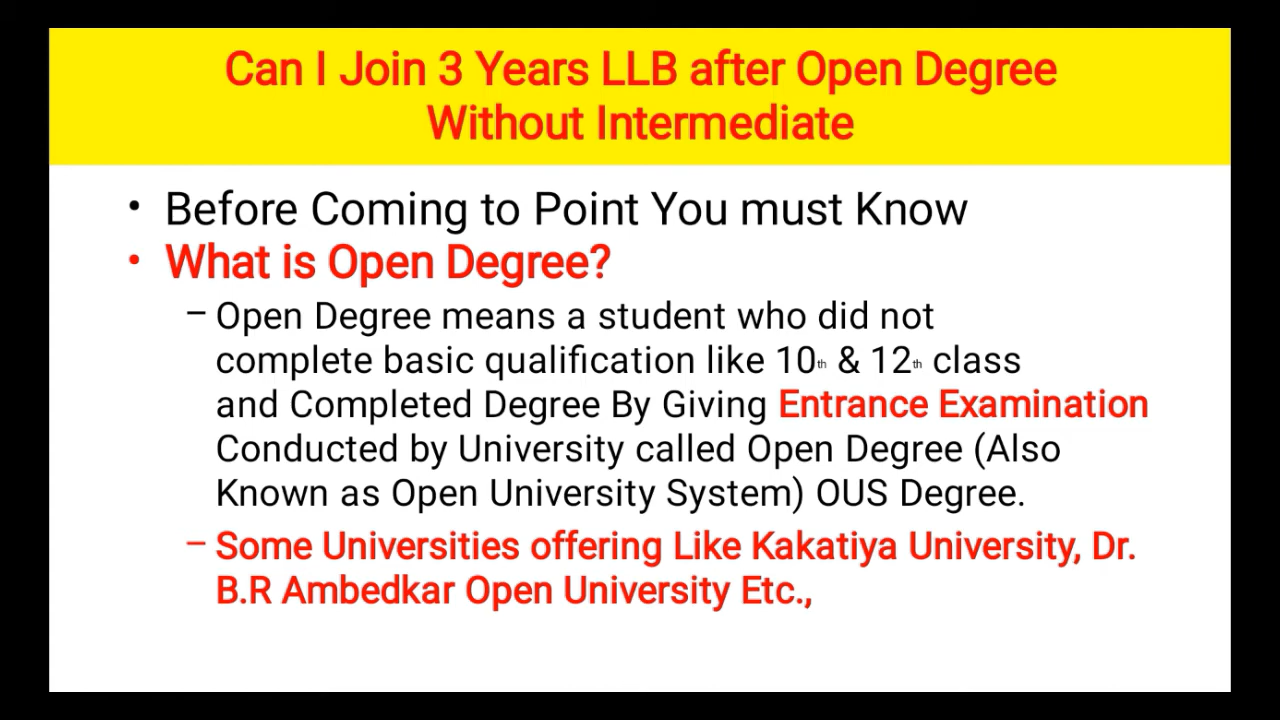 Can I Join 3 Years LLB after Open Degree
Without Intermediate
• Before Coming to Point You must Know
• What is Open Degree?
– Open Degree means a student who did not
complete basic qualification like 10th & 12th class
and Completed Degree By Giving Entrance Examination
Conducted by University called Open Degree (Also
Known as Open University System) OUS Degree.
– Some Universities offering Like Kakatiya University, Dr.
B.R Ambedkar Open University Etc.,